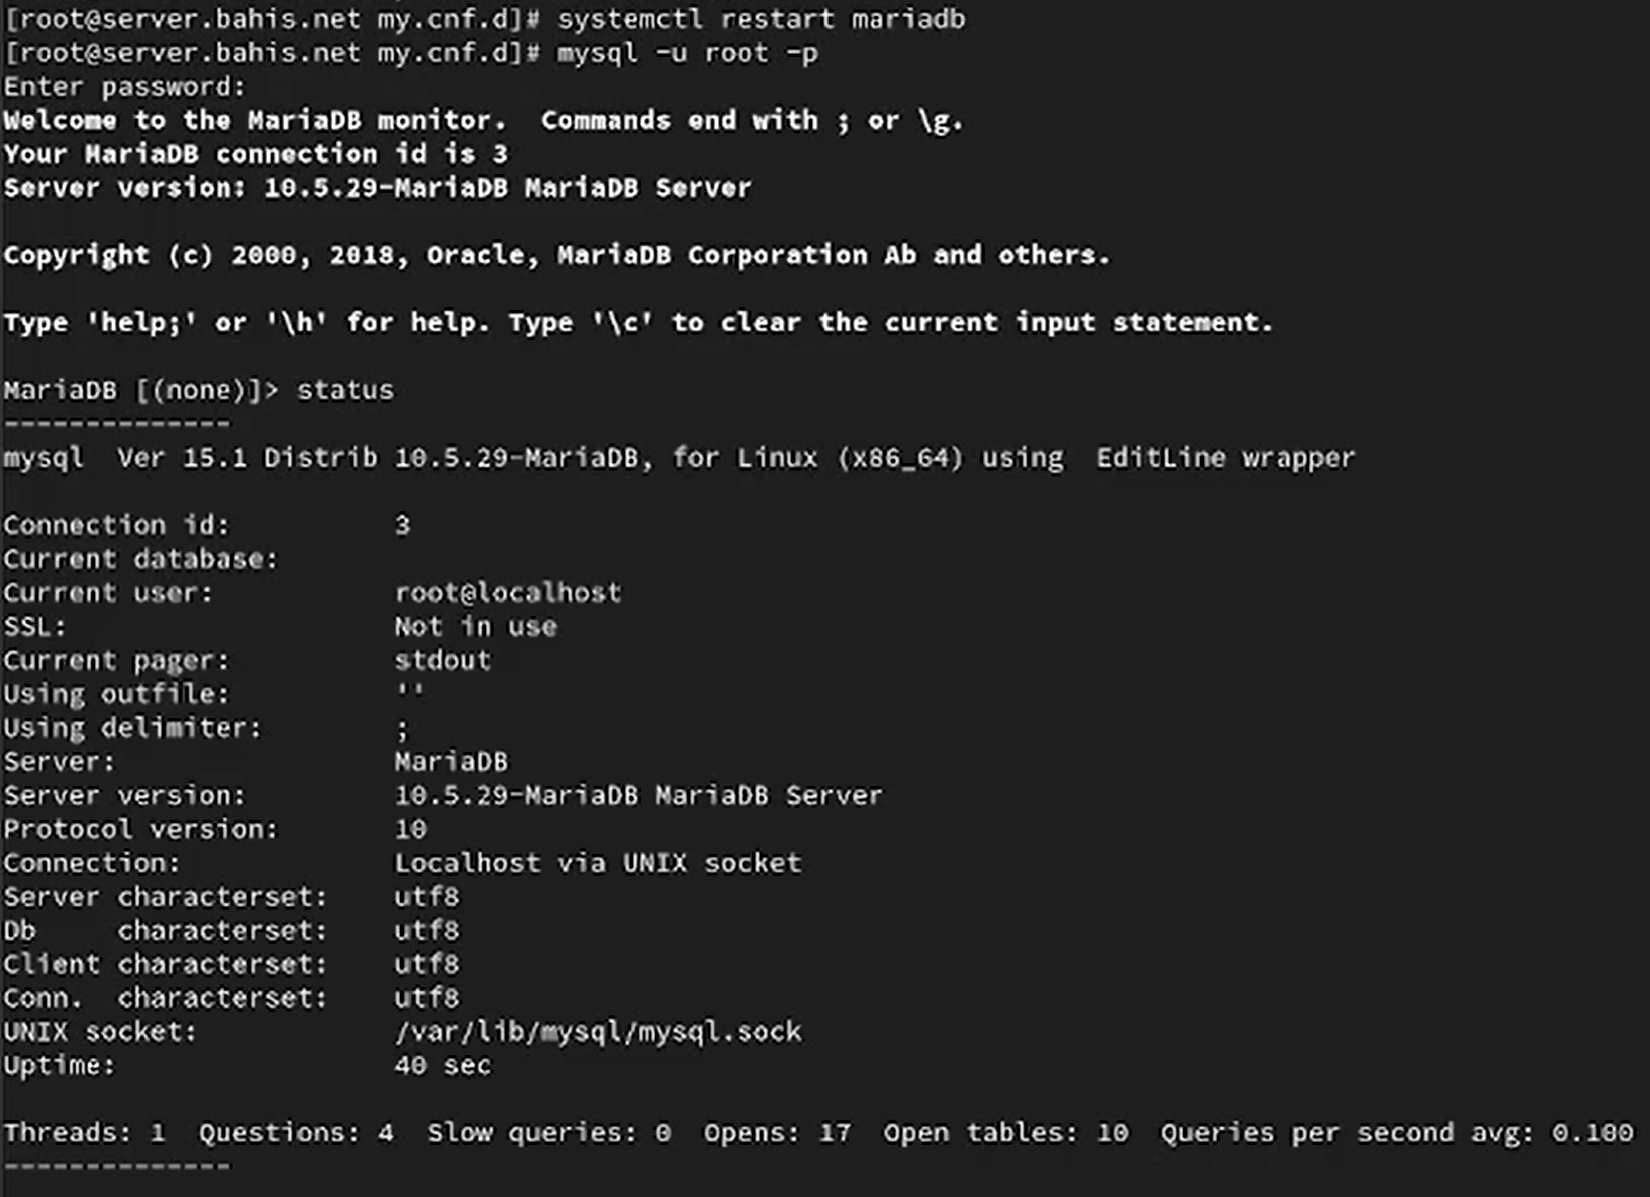 [root@server.bahis.net my.cnf.d]# systemctl restart mariadb
[root@server.bahis.net my.cnf.d]# mysql -u root -p
Enter password:
Welcome to the MariaDB monitor.  Commands end with ; or \g.
Your MariaDB connection id is 3
Server version: 10.5.29-MariaDB MariaDB Server
Copyright (c) 2000, 2018, Oracle, MariaDB Corporation Ab and others.
Type 'help;' or '\h' for help. Type '\c' to clear the current input statement.
MariaDB [(none)]> status
--------------
mysql  Ver 15.1 Distrib 10.5.29-MariaDB, for Linux (x86_64) using  EditLine wrapper
Connection id:          3
Current database:
Current user:           root@localhost
SSL:                    Not in use
Current pager:          stdout
Using outfile:          ''
Using delimiter:        ;
Server:                 MariaDB
Server version:         10.5.29-MariaDB MariaDB Server
Protocol version:       10
Connection:             Localhost via UNIX socket
Server characterset:    utf8
Db     characterset:    utf8
Client characterset:    utf8
Conn.  characterset:    utf8
UNIX socket:            /var/lib/mysql/mysql.sock
Uptime:                 40 sec
Threads: 1  Questions: 4  Slow queries: 0  Opens: 17  Open tables: 10  Queries per second avg: 0.100
--------------